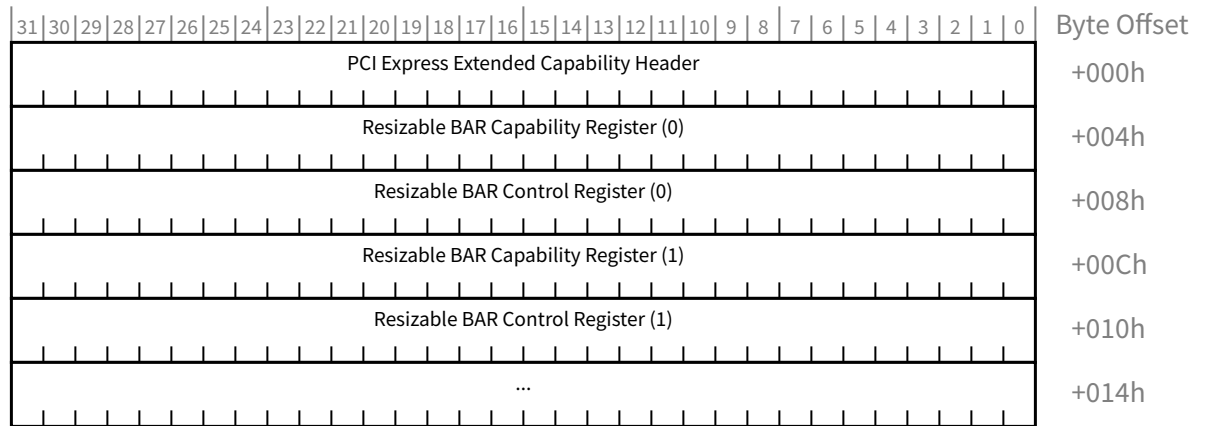 31 30 29 28 27 26 25 24 23 22 21 20 19 18 17 16 15 14 13 12 11 10 9 8 7 6 5 4 3 2 1 0 Byte Offset
PCI Express Extended Capability Header +000h
Resizable BAR Capability Register (0) +004h
Resizable BAR Control Register (0) +008h
Resizable BAR Capability Register (1) +00Ch
Resizable BAR Control Register (1) +010h
... +014h